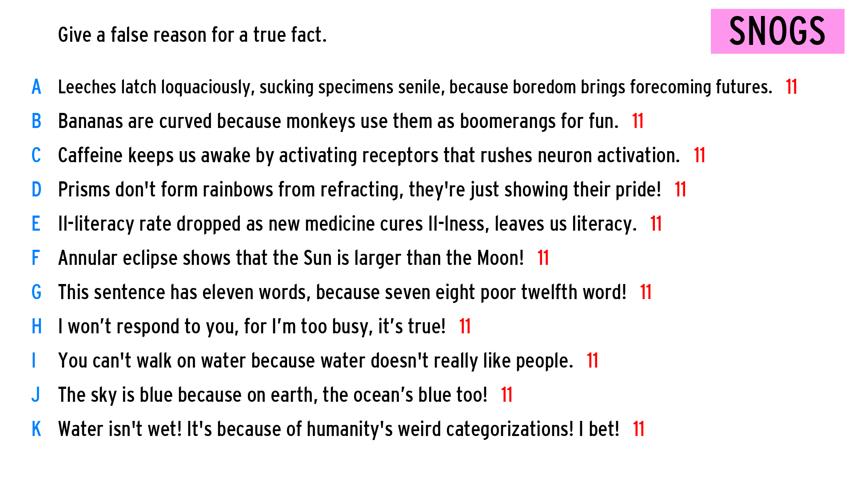 Give a false reason for a true fact.
SNOGS
A Leeches latch loquaciously, sucking specimens senile, because boredom brings forecoming futures. 11
B Bananas are curved because monkeys use them as boomerangs for fun. 11
C Caffeine keeps us awake by activating receptors that rushes neuron activation. 11
D Prisms don't form rainbows from refracting, they're just showing their pride! 11
E Il-literacy rate dropped as new medicine cures Il-lness, leaves us literacy. 11
F Annular eclipse shows that the Sun is larger than the Moon! 11
G This sentence has eleven words, because seven eight poor twelfth word! 11
H I won’t respond to you, for I’m too busy, it’s true! 11
I You can't walk on water because water doesn't really like people. 11
J The sky is blue because on earth, the ocean’s blue too! 11
K Water isn't wet! It's because of humanity's weird categorizations! I bet! 11